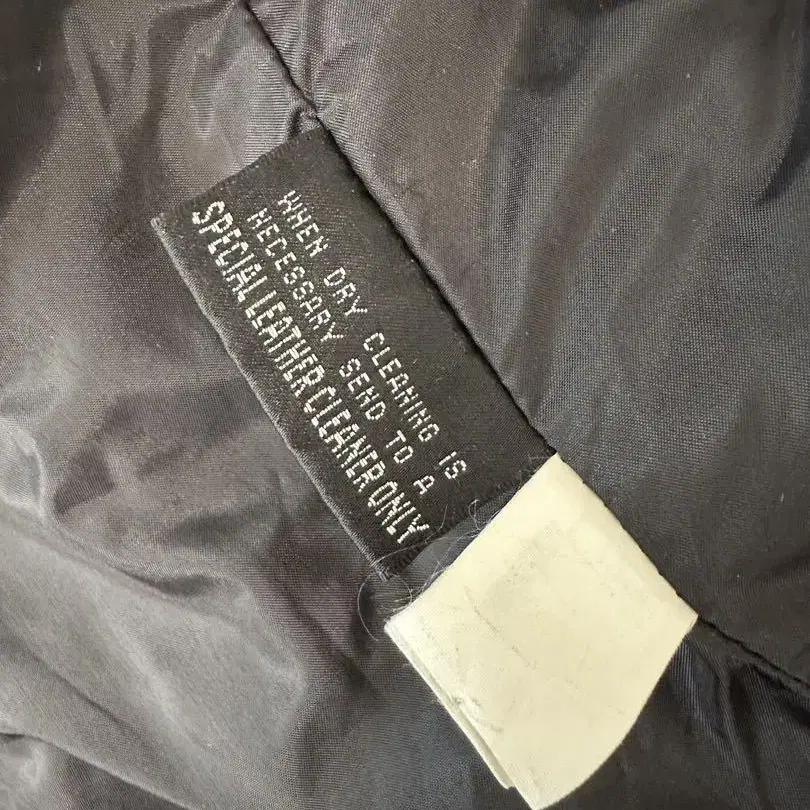 WHEN DRY CLEANING IS
NECESSARY SEND TO A
SPECIAL LEATHER CLEANER ONLY